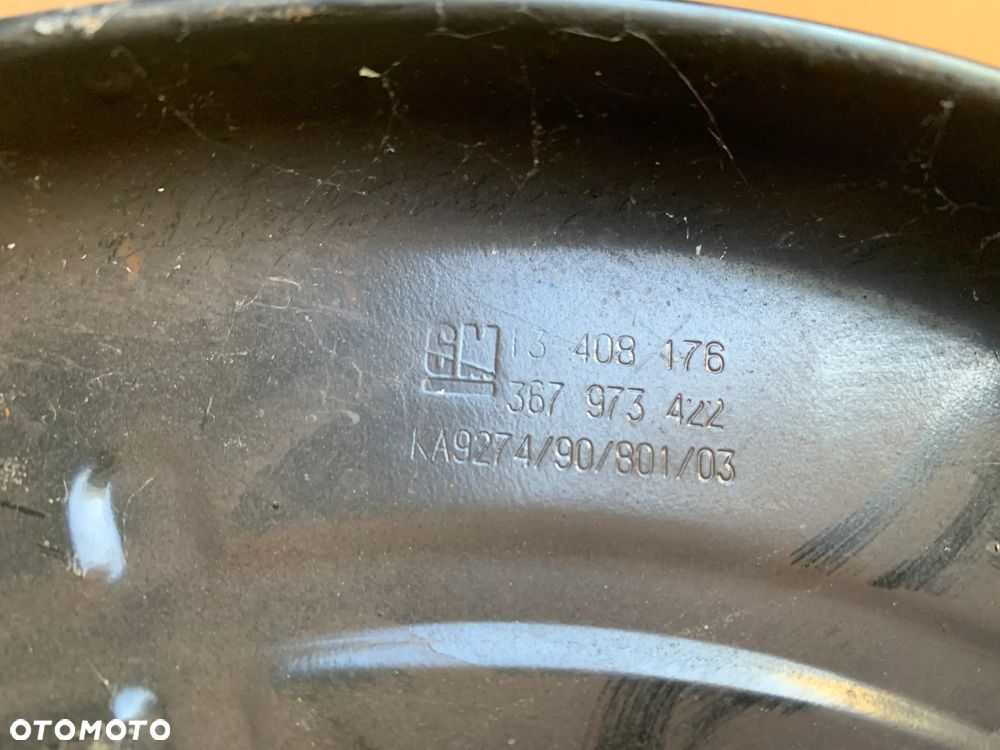 GM 13 408 176
367 973 422
KA9274/90/801/03
OTOMOTO